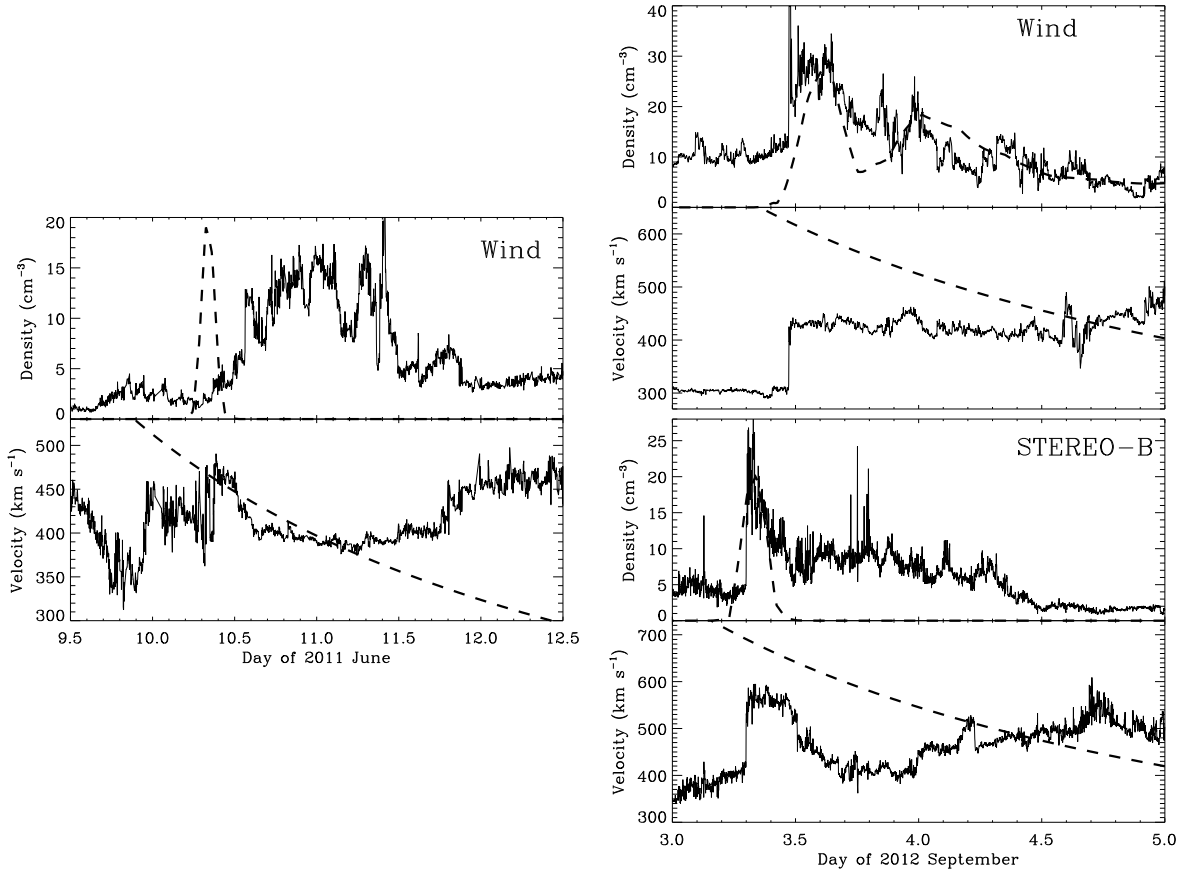 20
15
10
5
0
Density (cm⁻³)
Wind
500
450
400
350
300
Velocity (km s⁻¹)
9.5 10.0 10.5 11.0 11.5 12.0 12.5
Day of 2011 June
40
30
20
10
0
Density (cm⁻³)
Wind
600
500
400
300
Velocity (km s⁻¹)
25
20
15
10
5
0
Density (cm⁻³)
STEREO-B
700
600
500
400
300
Velocity (km s⁻¹)
3.0 3.5 4.0 4.5 5.0
Day of 2012 September